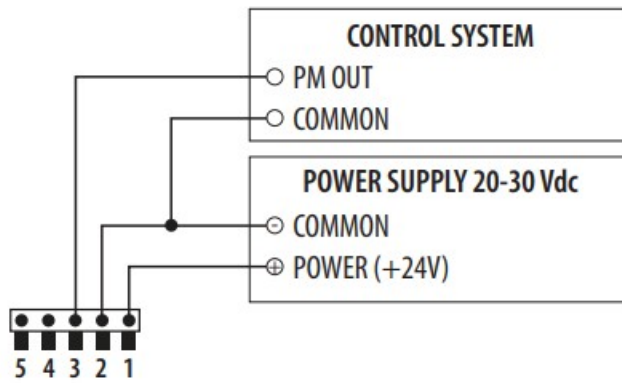 CONTROL SYSTEM
PM OUT
COMMON
POWER SUPPLY 20-30 Vdc
- COMMON
+ POWER (+24V)
5 4 3 2 1